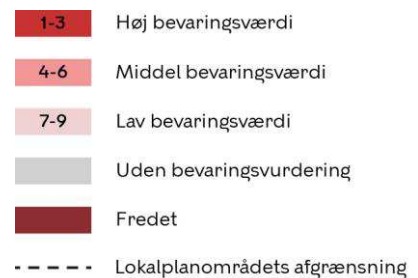 1-3 Høj bevaringsværdi
4-6 Middel bevaringsværdi
7-9 Lav bevaringsværdi
Uden bevaringsvurdering
Fredet
Lokalplanområdets afgrænsning